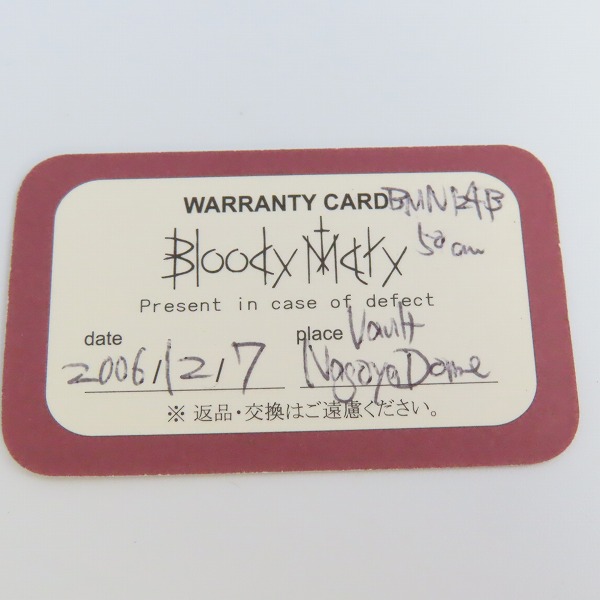 WARRANTY CARD BMN124B
50cm
Bloody Mary
Present in case of defect
date 2006/12/7
place Vault
Nagoya Dome
※ 返品・交換はご遠慮ください。